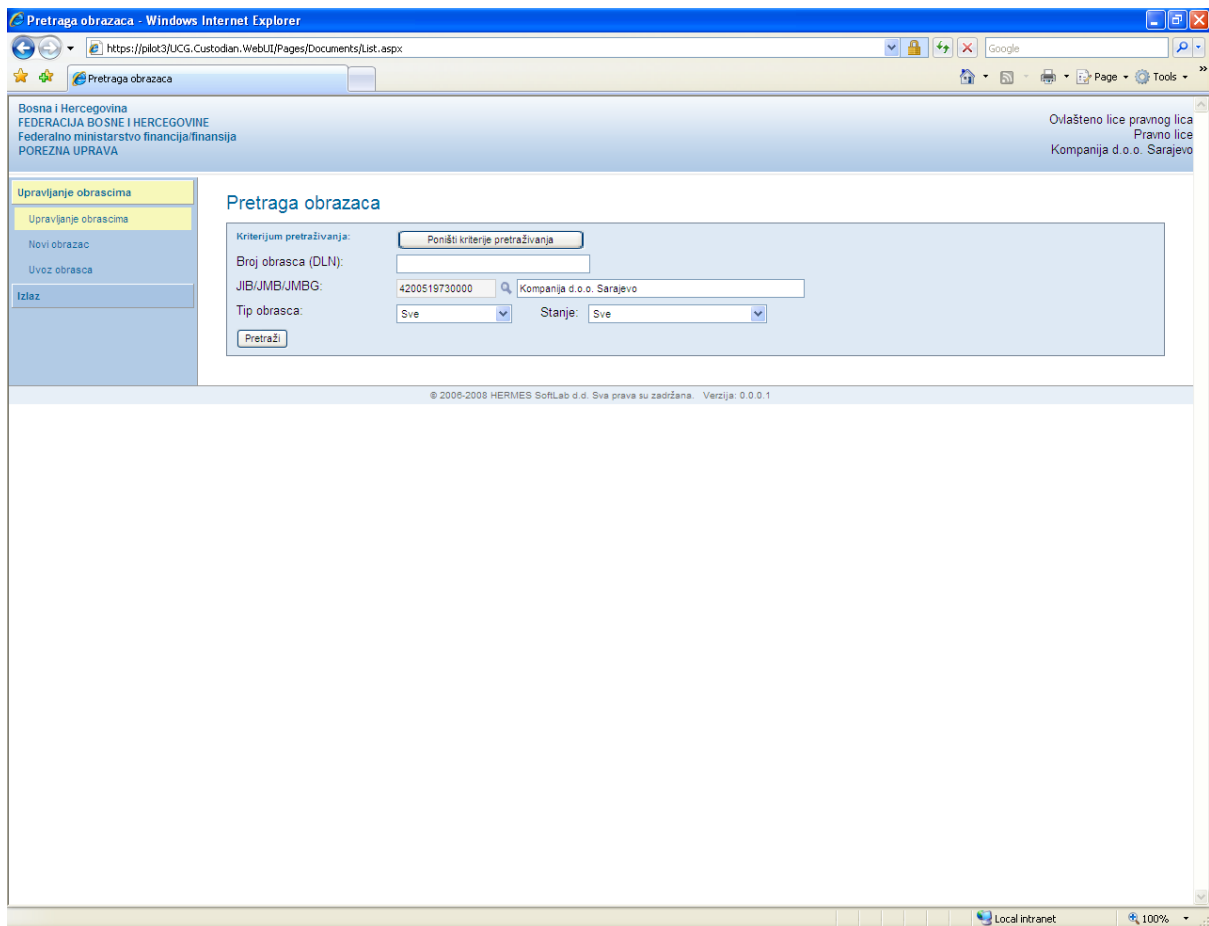 Pretraga obrazaca - Windows Internet Explorer
https://pilot3/UCG.Custodian.WebUI/Pages/Documents/List.aspx
Google
Pretraga obrazaca
Page
Tools
Bosna i Hercegovina
FEDERACIJA BOSNE I HERCEGOVINE
Federalno ministarstvo financija/finansija
POREZNA UPRAVA
Ovlašteno lice pravnog lica
Pravno lice
Kompanija d.o.o. Sarajevo
Upravljanje obrascima
Upravljanje obrascima
Novi obrazac
Uvoz obrasca
Izlaz
Pretraga obrazaca
Kriterijum pretraživanja: Poništi kriterije pretraživanja
Broj obrasca (DLN):
JIB/JMB/JMBG: 4200519730000 Kompanija d.o.o. Sarajevo
Tip obrasca: Sve Stanje: Sve
Pretraži
© 2006-2008 HERMES SoftLab d.d. Sva prava su zadržana. Verzija: 0.0.0.1
Local intranet 100%